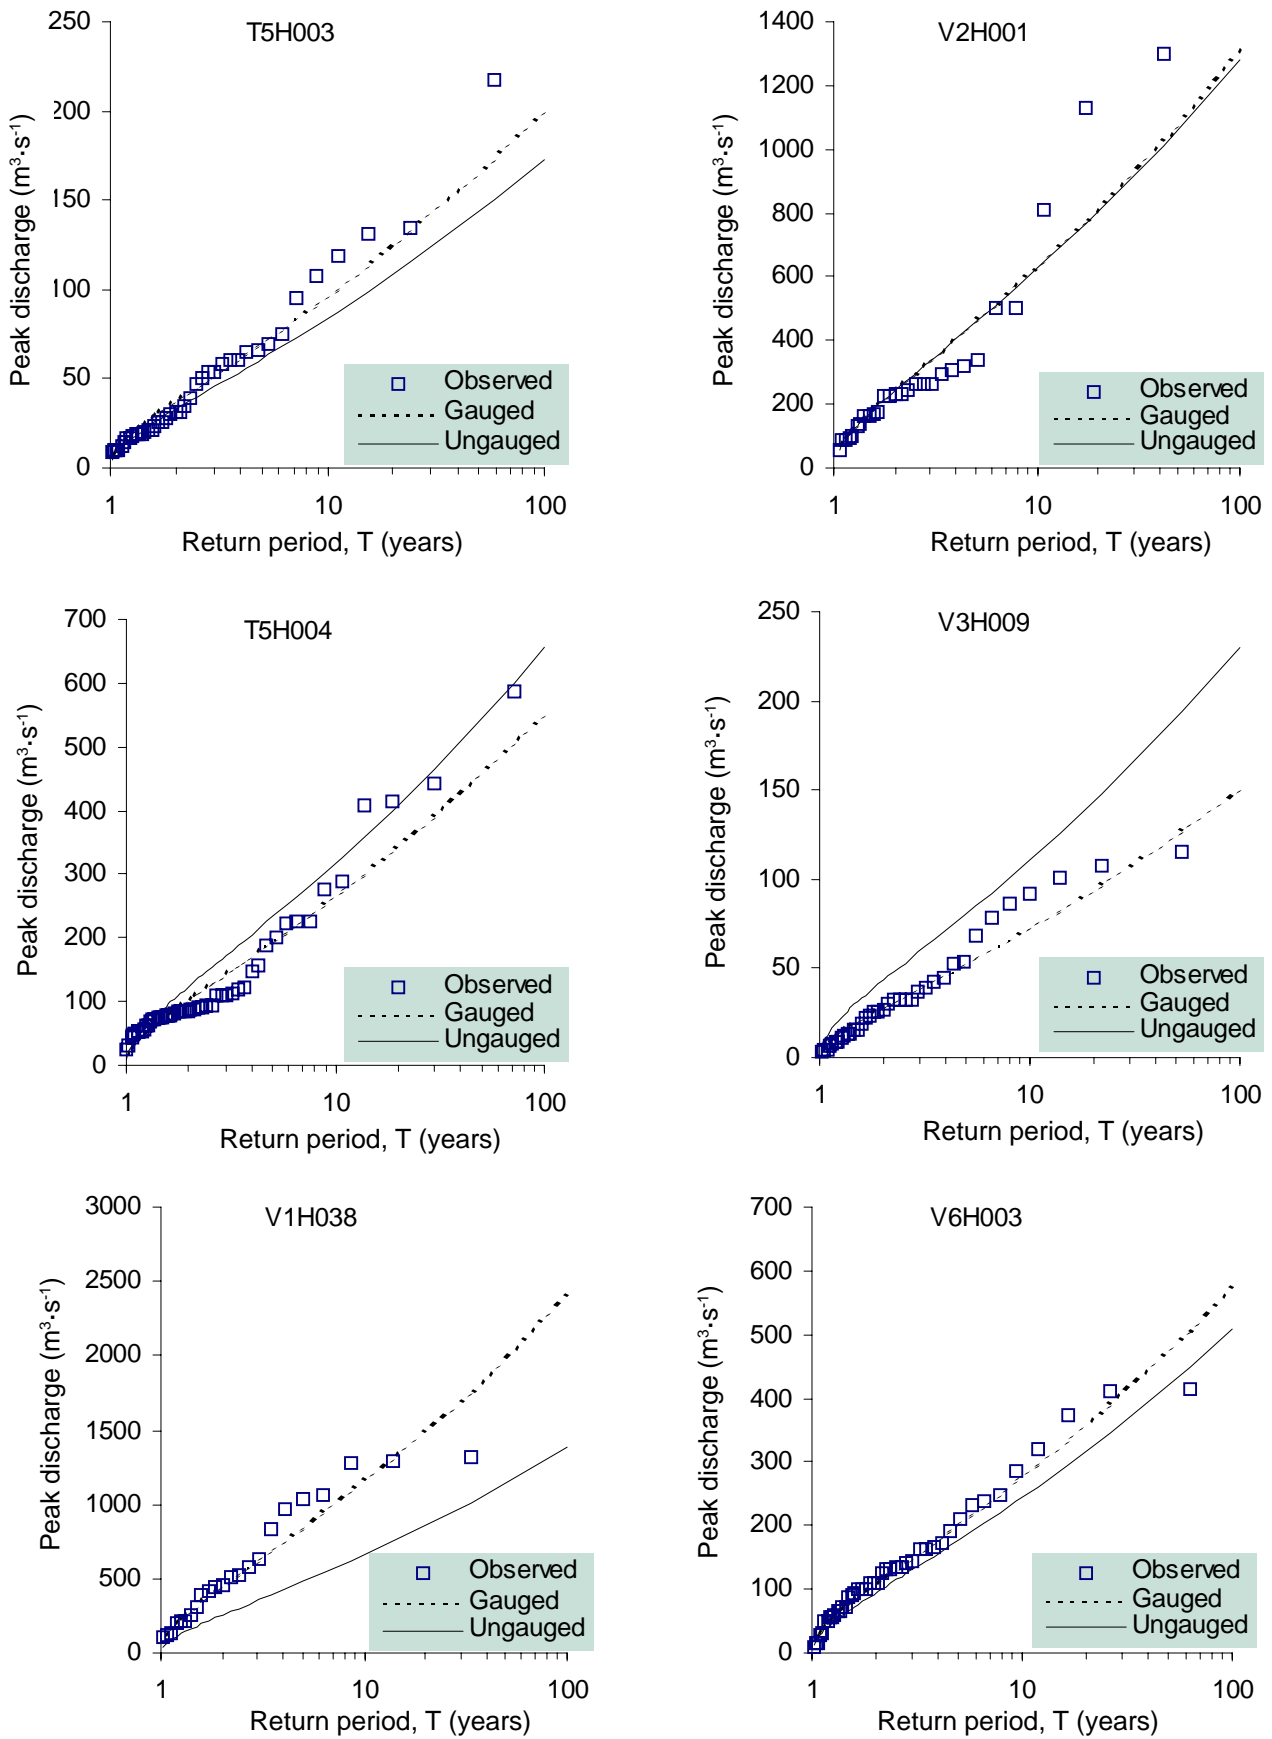 T5H003
Peak discharge (m³·s⁻¹)
250
200
150
100
50
0
Observed
Gauged
Ungauged
1
10
100
Return period, T (years)
V2H001
Peak discharge (m³·s⁻¹)
1400
1200
1000
800
600
400
200
0
Observed
Gauged
Ungauged
1
10
100
Return period, T (years)
T5H004
Peak discharge (m³·s⁻¹)
700
600
500
400
300
200
100
0
Observed
Gauged
Ungauged
1
10
100
Return period, T (years)
V3H009
Peak discharge (m³·s⁻¹)
250
200
150
100
50
0
Observed
Gauged
Ungauged
1
10
100
Return period, T (years)
V1H038
Peak discharge (m³·s⁻¹)
3000
2500
2000
1500
1000
500
0
Observed
Gauged
Ungauged
1
10
100
Return period, T (years)
V6H003
Peak discharge (m³·s⁻¹)
700
600
500
400
300
200
100
0
Observed
Gauged
Ungauged
1
10
100
Return period, T (years)